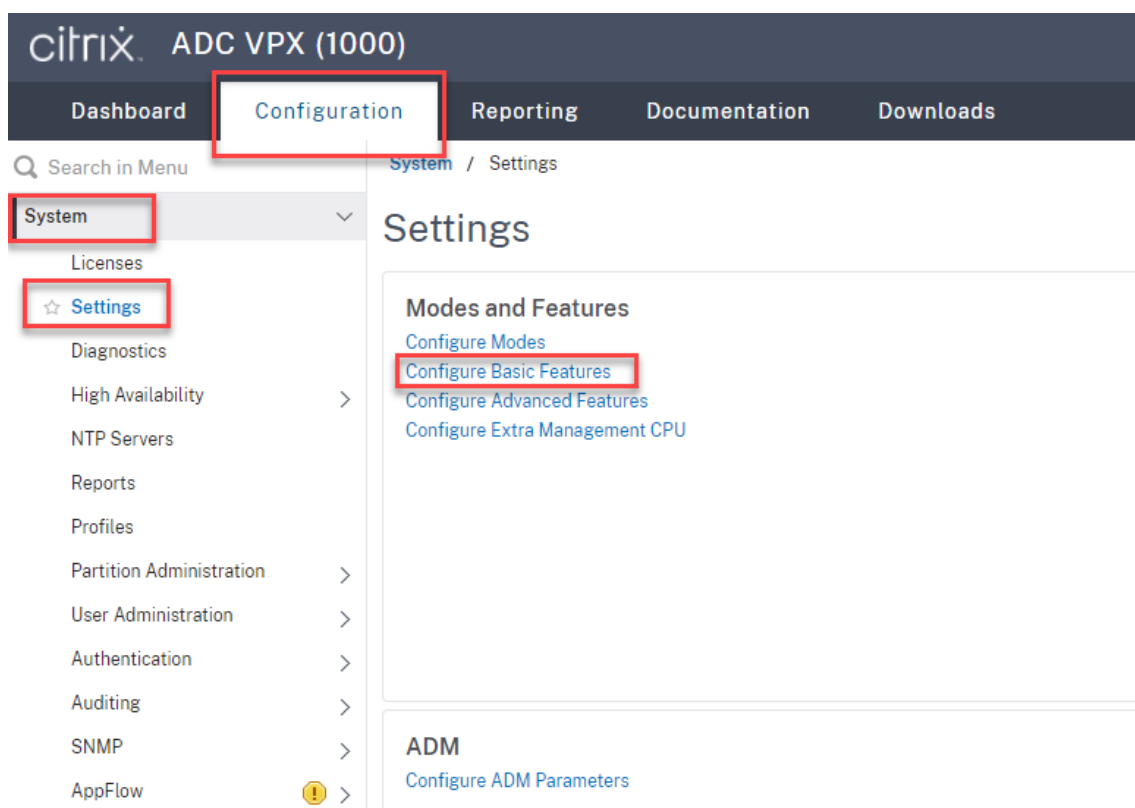 citrix. ADC VPX (1000)
Dashboard Configuration Reporting Documentation Downloads
Search in Menu
System
Licenses
Settings
Diagnostics
High Availability
NTP Servers
Reports
Profiles
Partition Administration
User Administration
Authentication
Auditing
SNMP
AppFlow
System / Settings
Settings
Modes and Features
Configure Modes
Configure Basic Features
Configure Advanced Features
Configure Extra Management CPU
ADM
Configure ADM Parameters